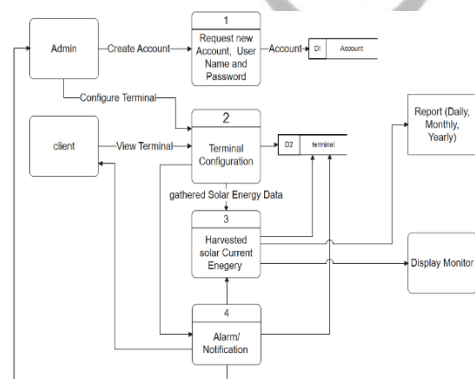 1
Admin
Create Account
Request new
Account, User
Name and
Password
Account
DI
Account
Configure Terminal
2
client
View Terminal
Terminal
Configuration
D2
terminal
Report (Daily,
Monthly,
Yearly)
gathered Solar Energy Data
3
Harvested
solar Current
Enegery
Display Monitor
4
Alarm/
Notification